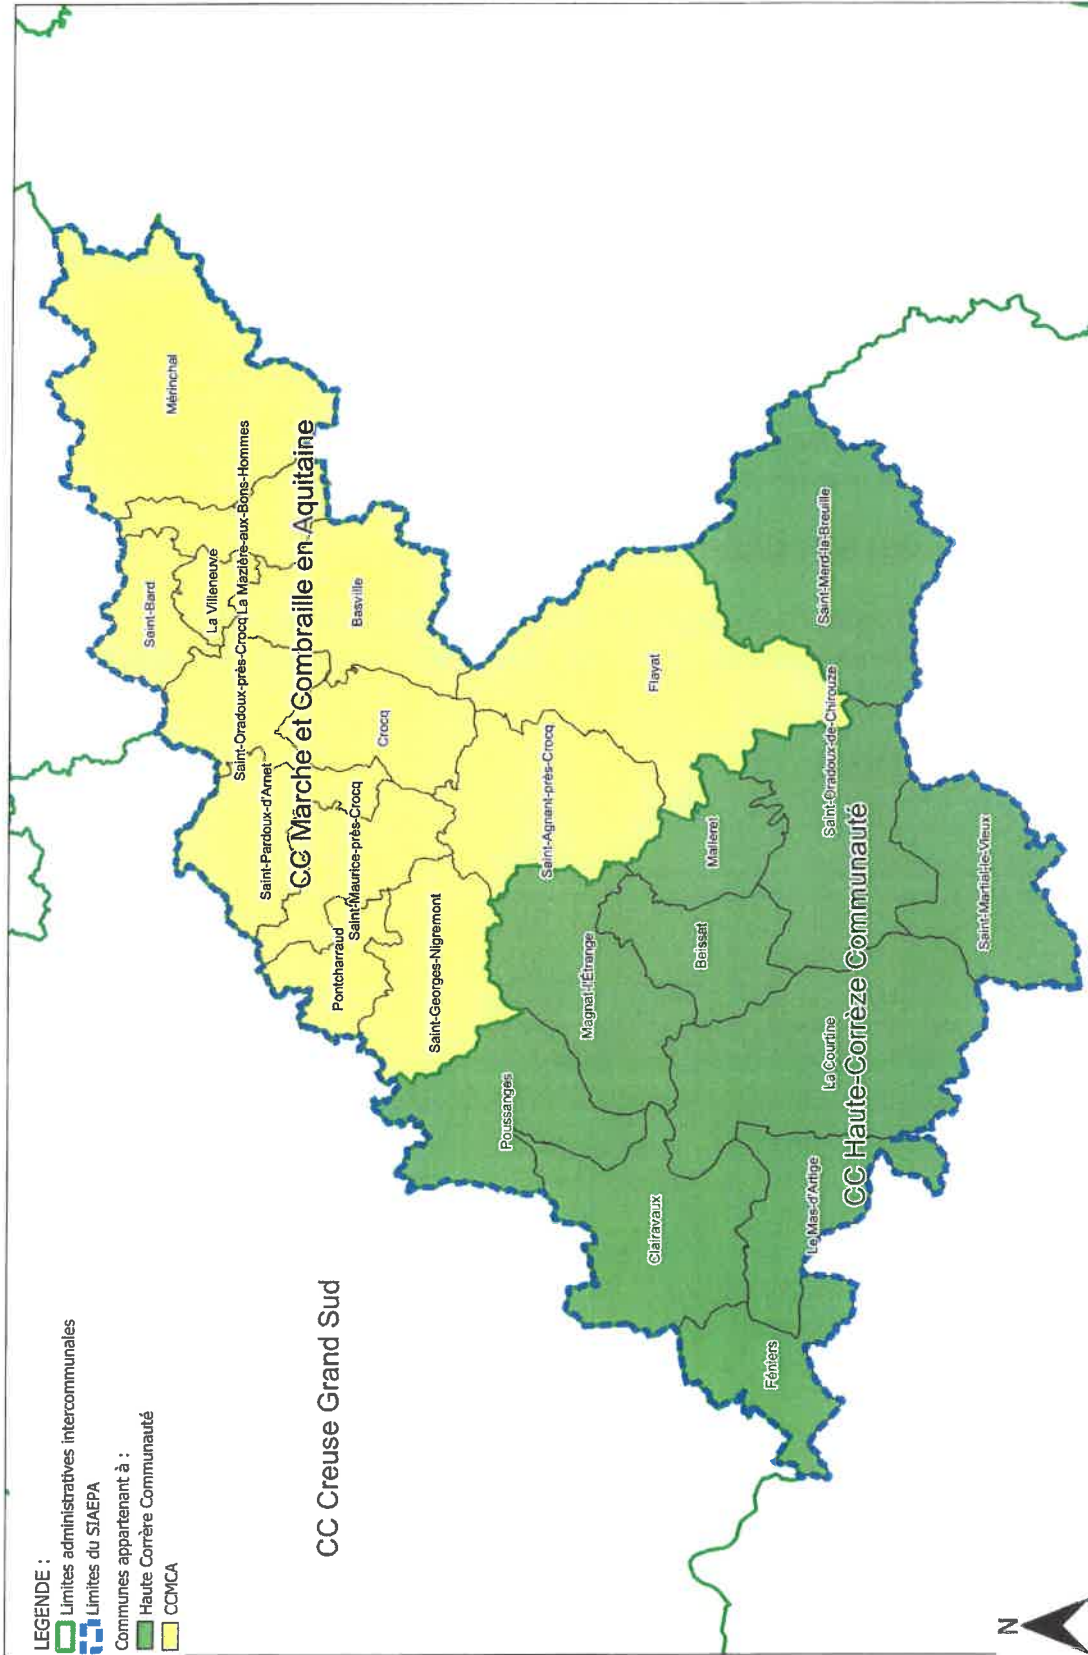 LEGENDE :
Limites administratives intercommunales
Limites du SIAEPA
Communes appartenant à :
Haute Corrère Communauté
CCMCA
CC Creuse Grand Sud
Mérinchal
Saint-Bard
La Villeneuve
Saint-Oradoux-près-Crocq
La Mazière-aux-Bons-Hommes
Saint-Pardoux-d'Arnet
CC Marche et Combraille en Aquitaine
Basville
Pontcharraud
Saint-Maurice-près-Crocq
Crocq
Saint-Georges-Nigremont
Poussanges
Saint-Agnant-près-Crocq
Magnat-l'Étrange
Flayat
Clairavaux
Beissat
Malleret
Féniers
Le Mas-d'Artige
La Courtine
Saint-Oradoux-de-Chirouze
Saint-Merd-la-Breuille
CC Haute-Corrèze Communauté
Saint-Martial-le-Vieux
N